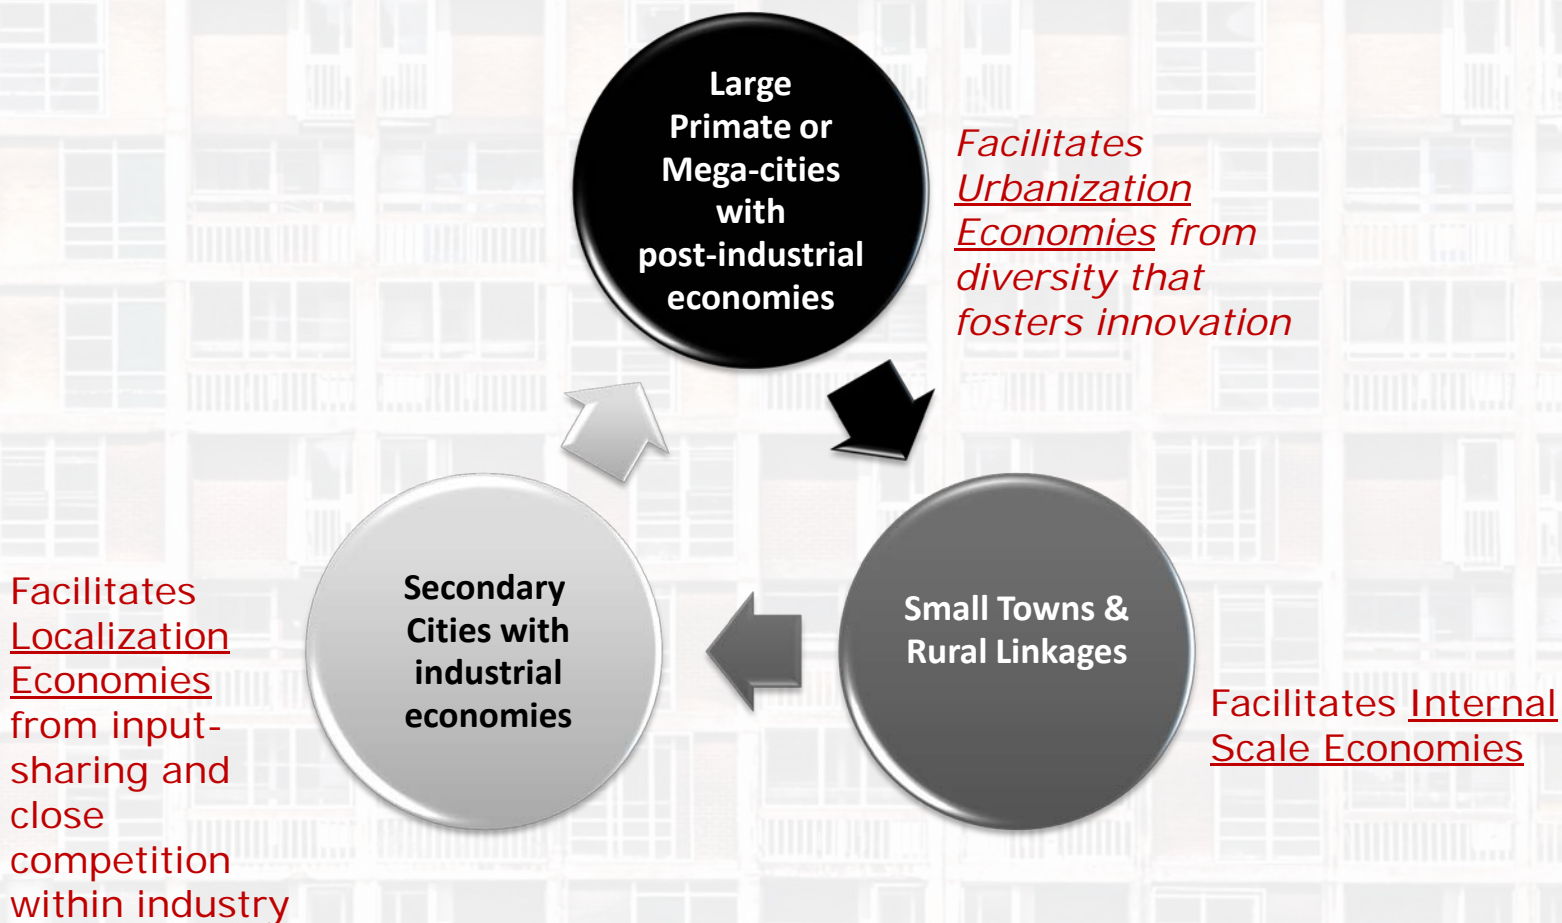 Large
Primate or
Mega-cities
with
post-industrial
economies
Facilitates
Urbanization
Economies from
diversity that
fosters innovation
Secondary
Cities with
industrial
economies
Small Towns &
Rural Linkages
Facilitates
Localization
Economies
from input-
sharing and
close
competition
within industry
Facilitates Internal
Scale Economies